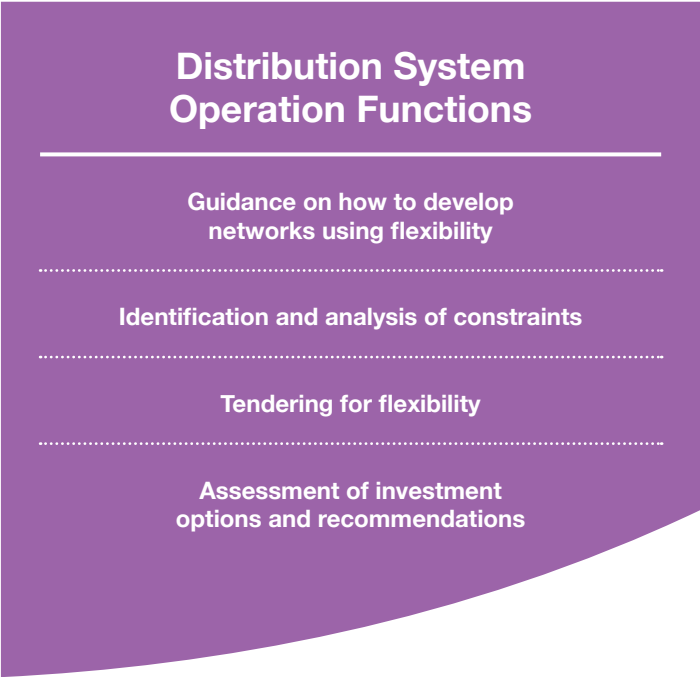 Distribution System
Operation Functions
Guidance on how to develop
networks using flexibility
Identification and analysis of constraints
Tendering for flexibility
Assessment of investment
options and recommendations